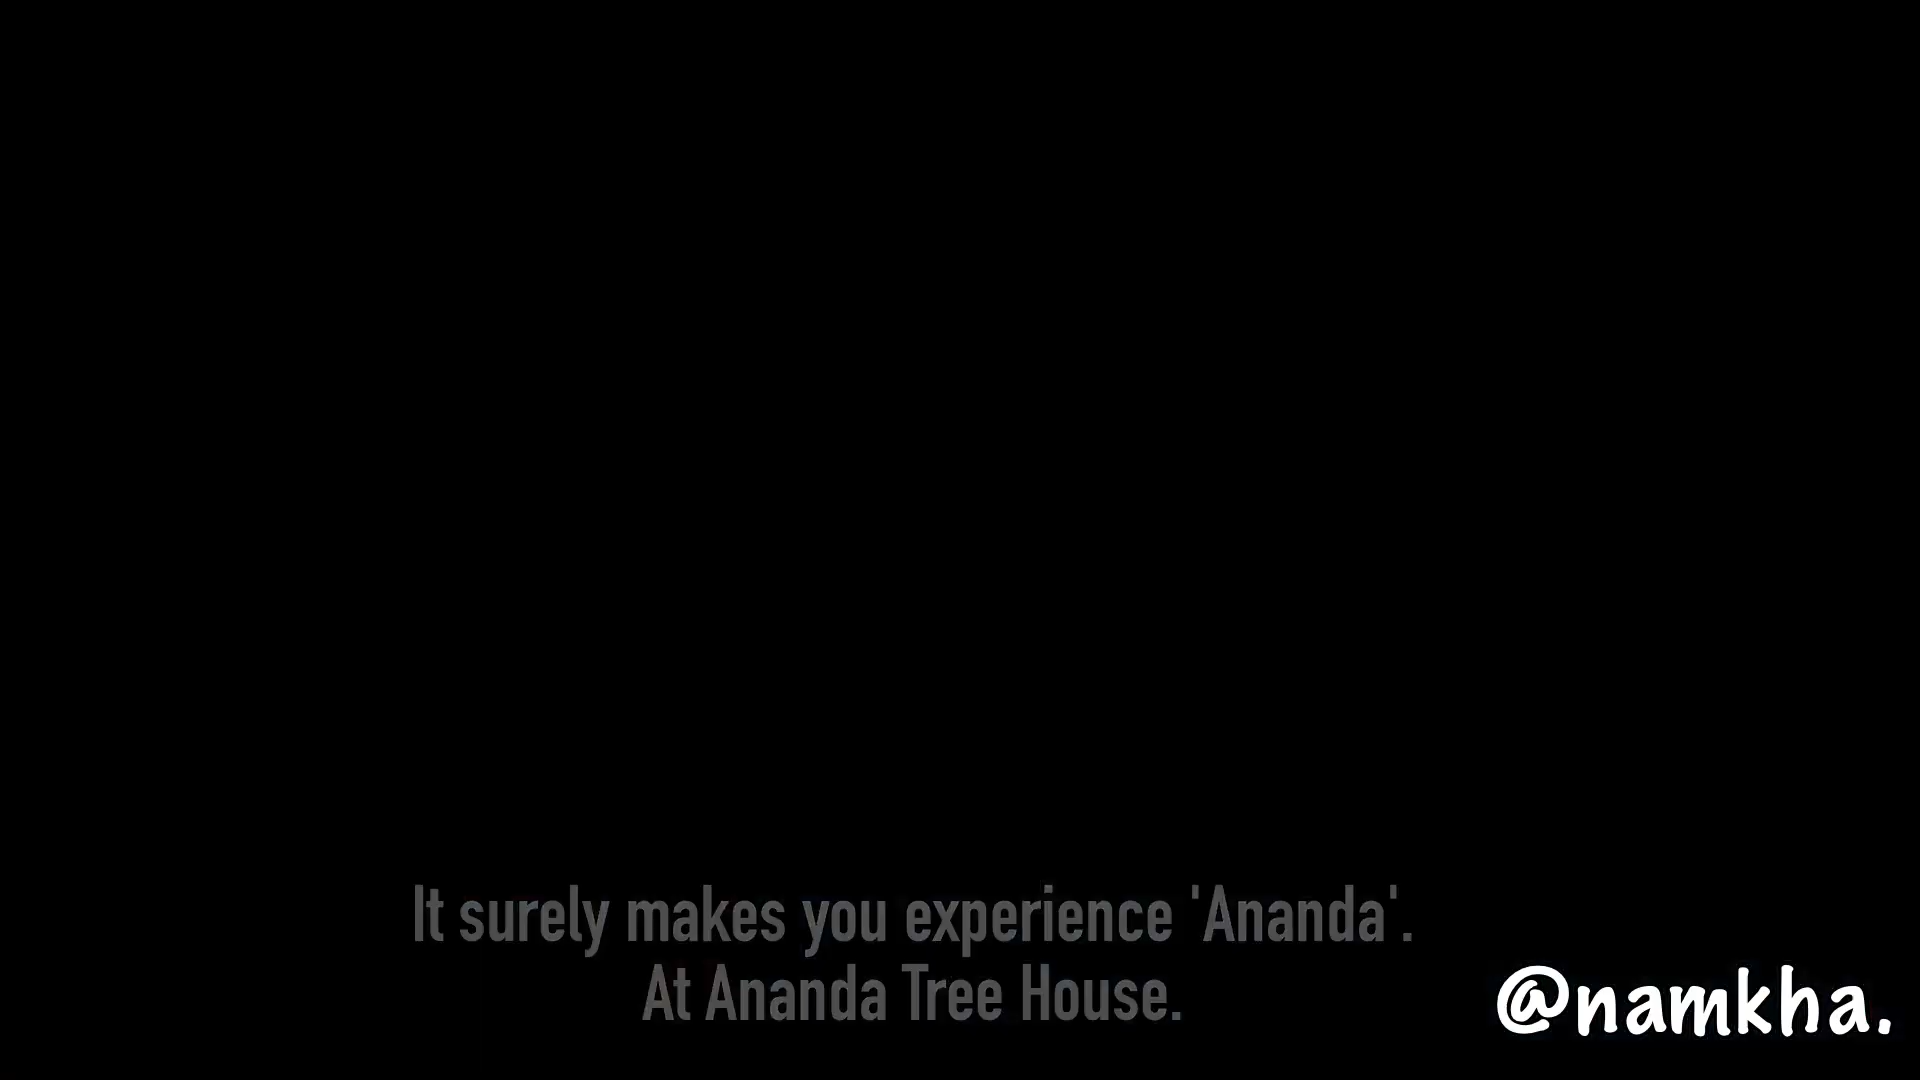 It surely makes you experience 'Ananda'.
At Ananda Tree House.
@namkha.